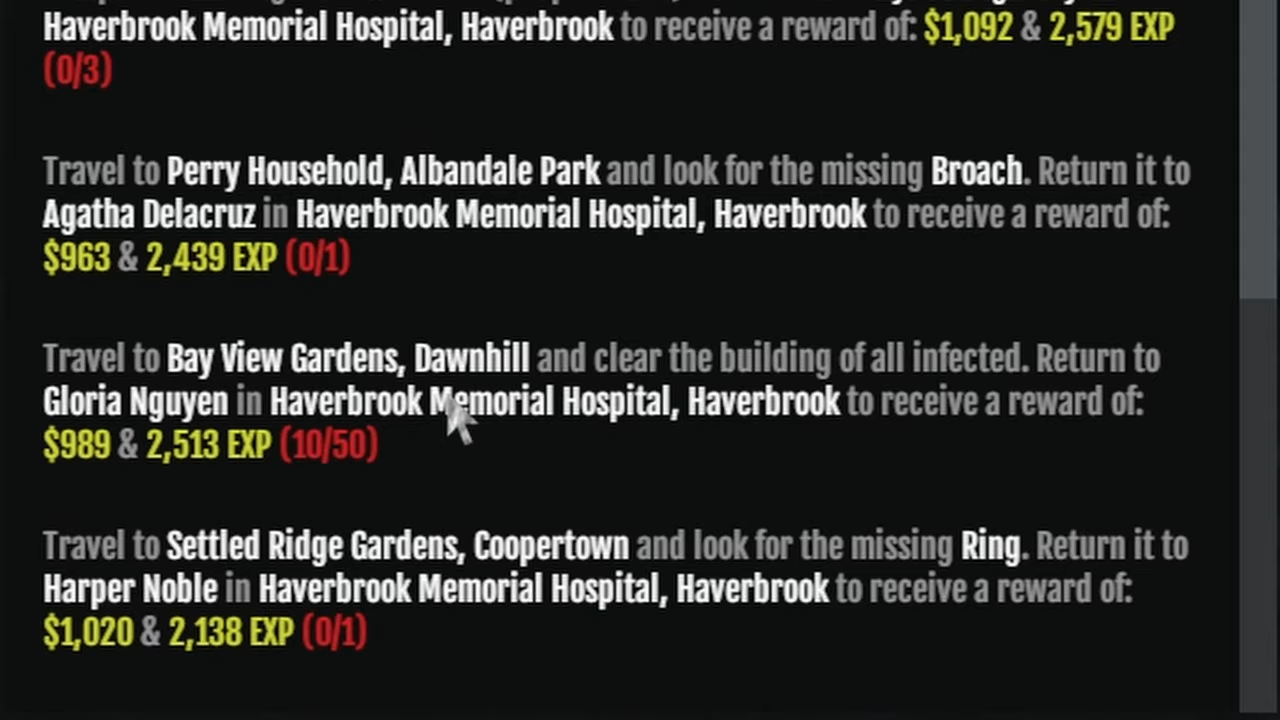 Haverbrook Memorial Hospital, Haverbrook to receive a reward of: $1,092 & 2,579 EXP
(0/3)
Travel to Perry Household, Albandale Park and look for the missing Broach. Return it to
Agatha Delacruz in Haverbrook Memorial Hospital, Haverbrook to receive a reward of:
$963 & 2,439 EXP (0/1)
Travel to Bay View Gardens, Dawnhill and clear the building of all infected. Return to
Gloria Nguyen in Haverbrook Memorial Hospital, Haverbrook to receive a reward of:
$989 & 2,513 EXP (10/50)
Travel to Settled Ridge Gardens, Coopertown and look for the missing Ring. Return it to
Harper Noble in Haverbrook Memorial Hospital, Haverbrook to receive a reward of:
$1,020 & 2,138 EXP (0/1)